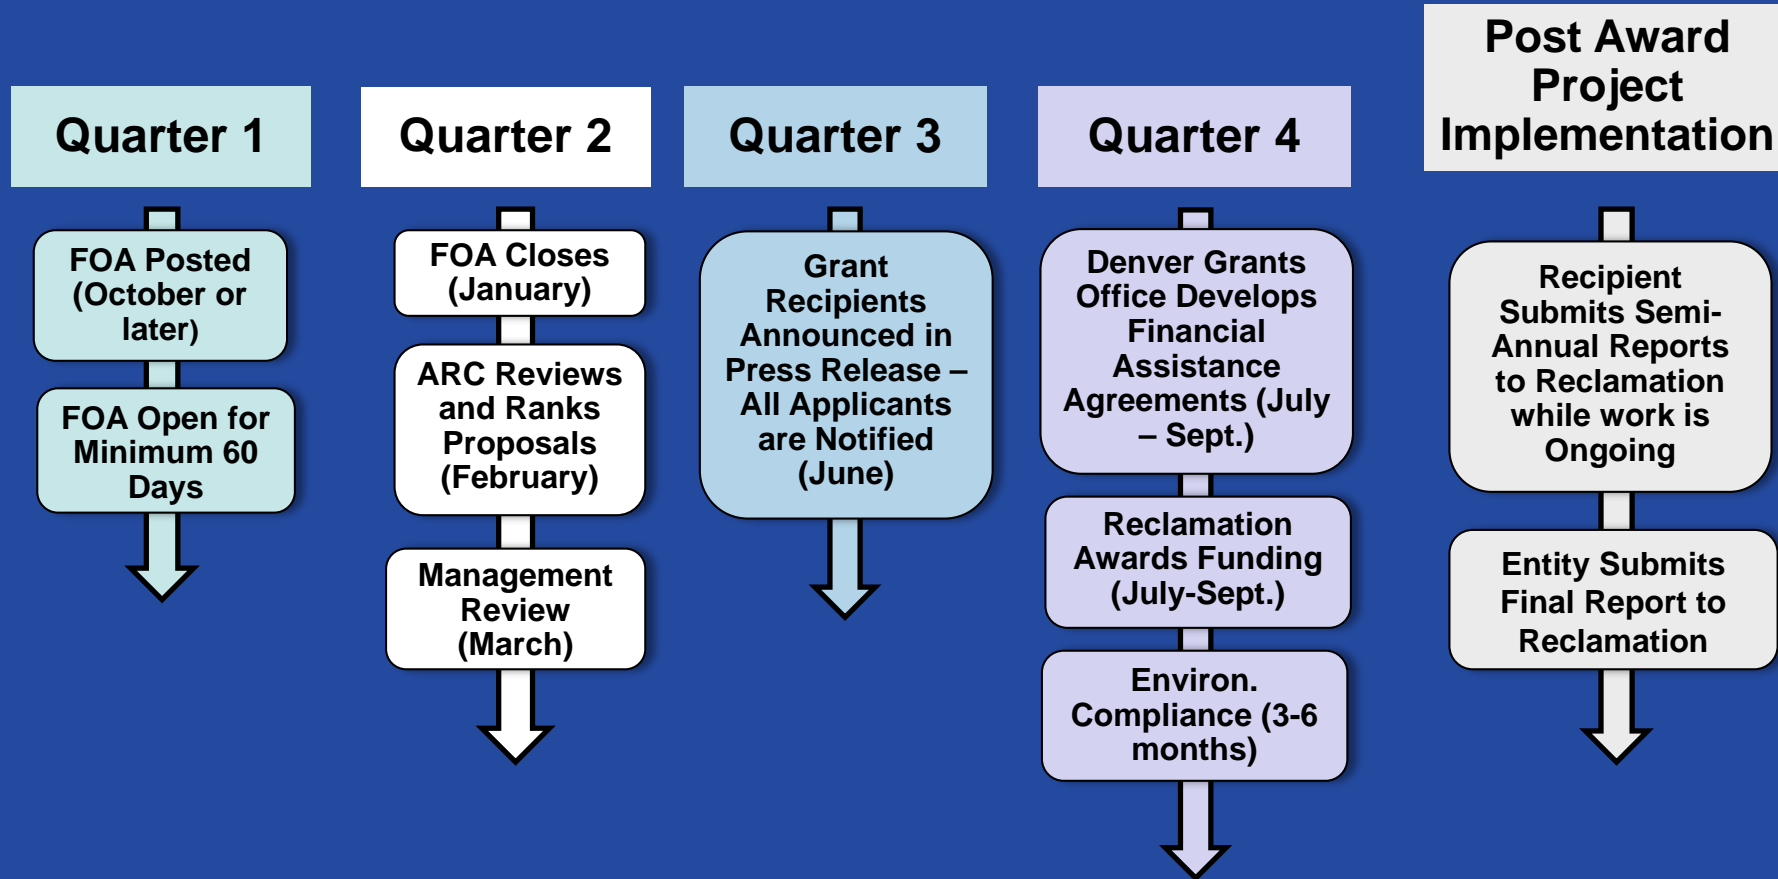 Quarter 1
FOA Posted
(October or
later)
FOA Open for
Minimum 60
Days
Quarter 2
FOA Closes
(January)
ARC Reviews
and Ranks
Proposals
(February)
Management
Review
(March)
Quarter 3
Grant
Recipients
Announced in
Press Release –
All Applicants
are Notified
(June)
Quarter 4
Denver Grants
Office Develops
Financial
Assistance
Agreements (July
– Sept.)
Reclamation
Awards Funding
(July-Sept.)
Environ.
Compliance (3-6
months)
Post Award
Project
Implementation
Recipient
Submits Semi-
Annual Reports
to Reclamation
while work is
Ongoing
Entity Submits
Final Report to
Reclamation